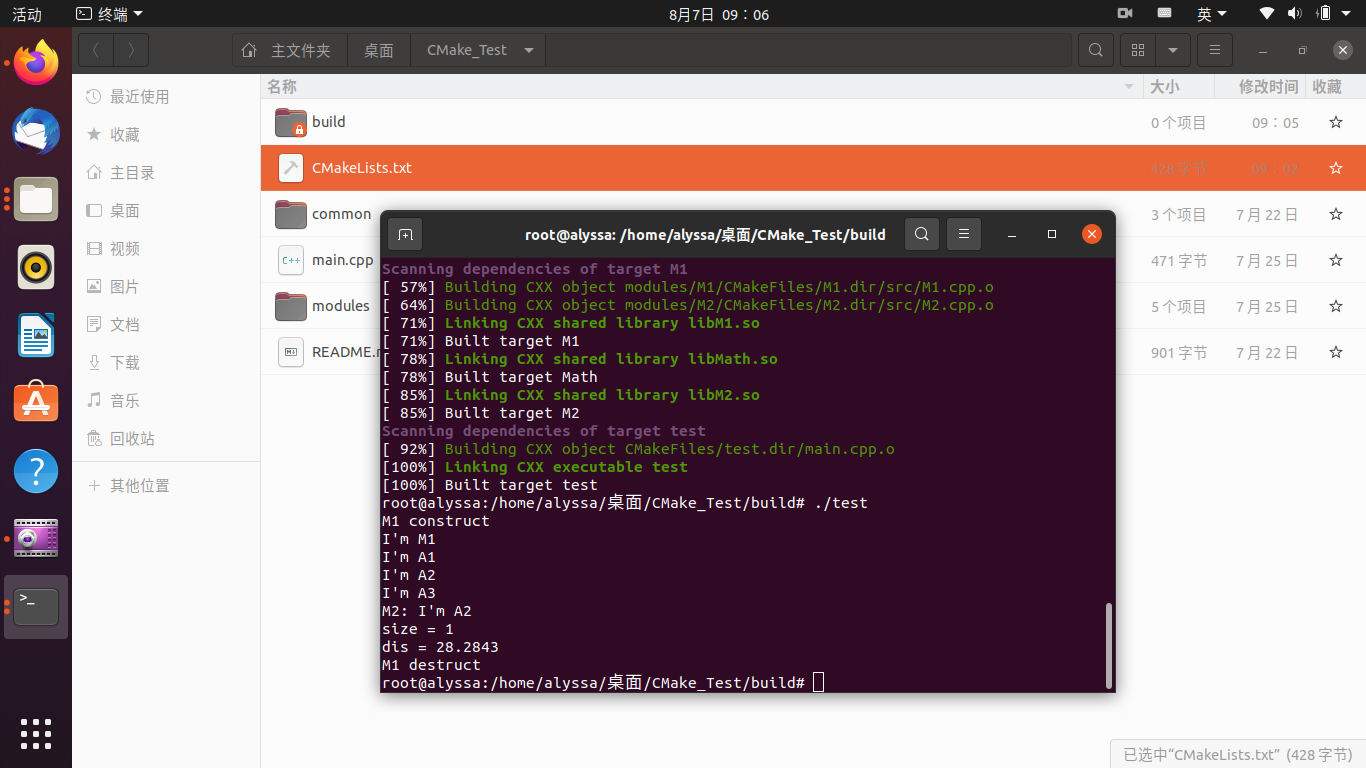 活动 终端 8月7日 09：06 英
主文件夹 桌面 CMake_Test
名称 大小 修改时间 收藏
最近使用
收藏
主目录
桌面
视频
图片
文档
下载
音乐
回收站
其他位置
build 0 个项目 09：05
CMakeLists.txt 428 字节 09：02
common 3 个项目 7 月 22 日
main.cpp 471 字节 7 月 25 日
modules 5 个项目 7 月 25 日
README. 901 字节 7 月 22 日
root@alyssa: /home/alyssa/桌面/CMake_Test/build
Scanning dependencies of target M1
[ 57%] Building CXX object modules/M1/CMakeFiles/M1.dir/src/M1.cpp.o
[ 64%] Building CXX object modules/M2/CMakeFiles/M2.dir/src/M2.cpp.o
[ 71%] Linking CXX shared library libM1.so
[ 71%] Built target M1
[ 78%] Linking CXX shared library libMath.so
[ 78%] Built target Math
[ 85%] Linking CXX shared library libM2.so
[ 85%] Built target M2
Scanning dependencies of target test
[ 92%] Building CXX object CMakeFiles/test.dir/main.cpp.o
[100%] Linking CXX executable test
[100%] Built target test
root@alyssa:/home/alyssa/桌面/CMake_Test/build# ./test
M1 construct
I'm M1
I'm A1
I'm A2
I'm A3
M2: I'm A2
size = 1
dis = 28.2843
M1 destruct
root@alyssa:/home/alyssa/桌面/CMake_Test/build#
已选中“CMakeLists.txt” (428 字节)